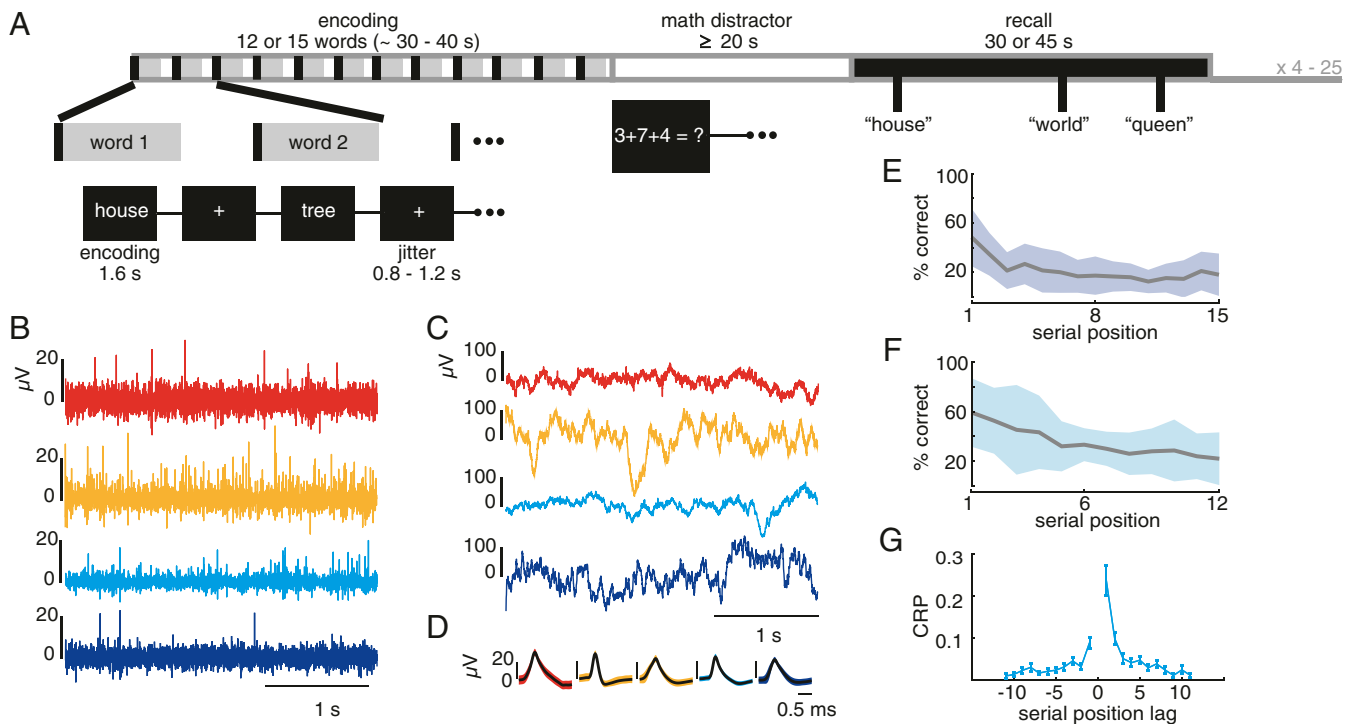 A
encoding
12 or 15 words (~ 30 - 40 s)
math distractor
≥ 20 s
recall
30 or 45 s
x 4 - 25
word 1
word 2
•••
3+7+4 = ?
•••
“house”
“world”
“queen”
house
+
tree
+
•••
encoding
1.6 s
jitter
0.8 - 1.2 s
B
µV
20
0
20
0
20
0
20
0
1 s
C
µV
100
0
100
0
100
0
100
0
1 s
D
µV
20
0
0.5 ms
E
% correct
100
60
20
1
8
15
serial position
F
% correct
100
60
20
1
6
12
serial position
G
CRP
0.3
0.2
0.1
-10
-5
0
5
10
serial position lag